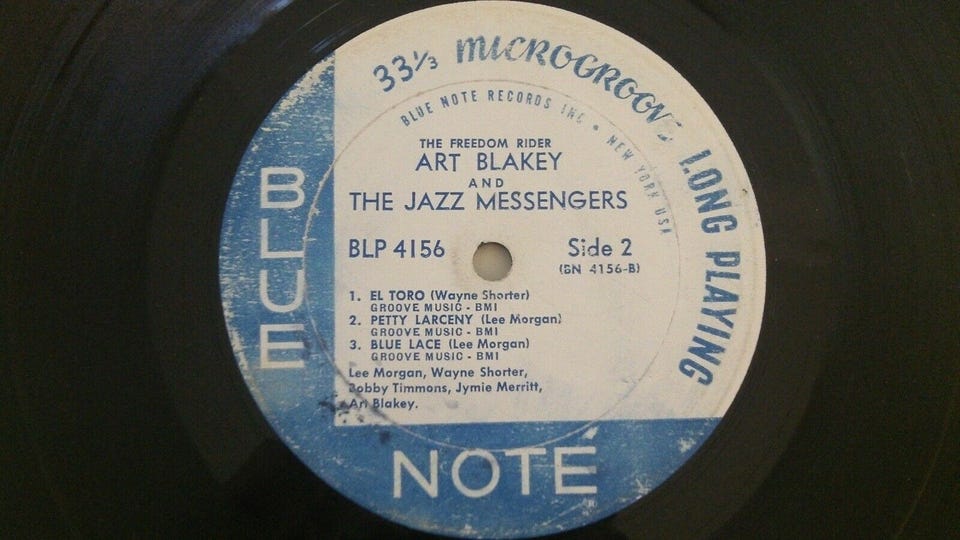 33⅓ MICROGROOVE LONG PLAYING
BLUE NOTE RECORDS INC • NEW YORK USA
THE FREEDOM RIDER
ART BLAKEY
AND
THE JAZZ MESSENGERS
BLP 4156 Side 2
(BN 4156-B)
1. EL TORO (Wayne Shorter)
GROOVE MUSIC - BMI
2. PETTY LARCENY (Lee Morgan)
GROOVE MUSIC - BMI
3. BLUE LACE (Lee Morgan)
GROOVE MUSIC - BMI
Lee Morgan, Wayne Shorter,
Bobby Timmons, Jymie Merritt,
Art Blakey.
BLUE
NOTE